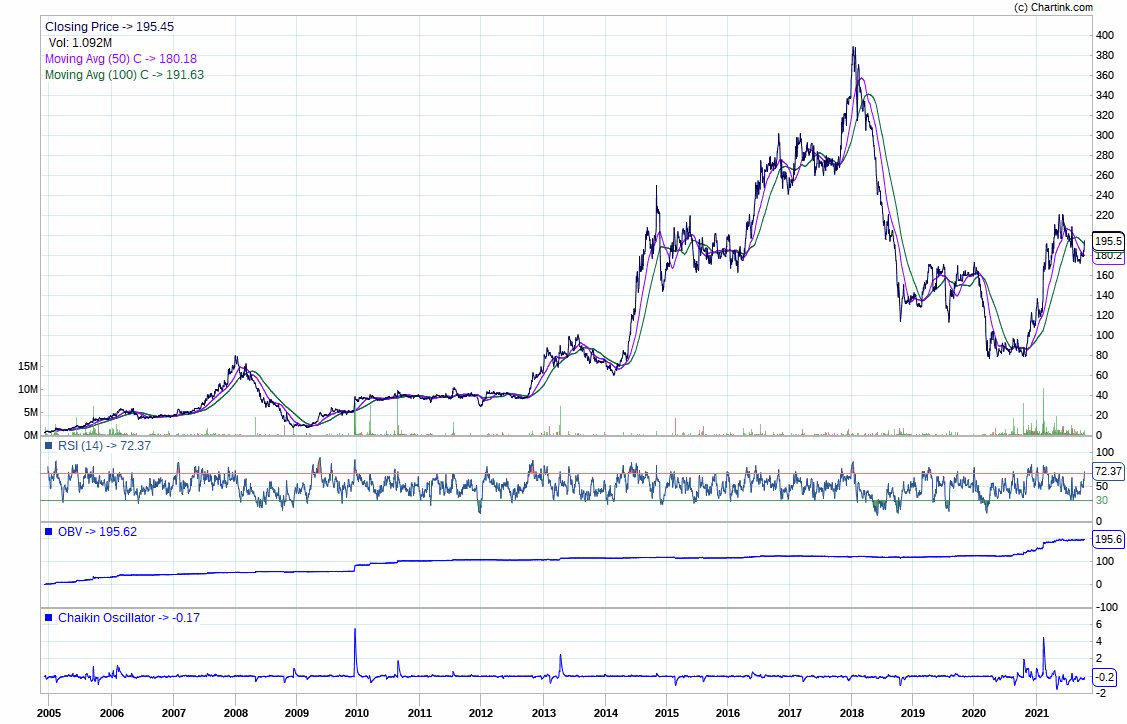 (c) Chartink.com
Closing Price -> 195.45
Vol: 1.092M
Moving Avg (50) C -> 180.18
Moving Avg (100) C -> 191.63
400
380
360
340
320
300
280
260
240
220
195.5
180.2
160
140
120
100
80
60
40
20
0
15M
10M
5M
0M
RSI (14) -> 72.37
100
72.37
50
30
0
OBV -> 195.62
195.6
100
0
-100
Chaikin Oscillator -> -0.17
6
4
2
-0.2
-2
2005 2006 2007 2008 2009 2010 2011 2012 2013 2014 2015 2016 2017 2018 2019 2020 2021